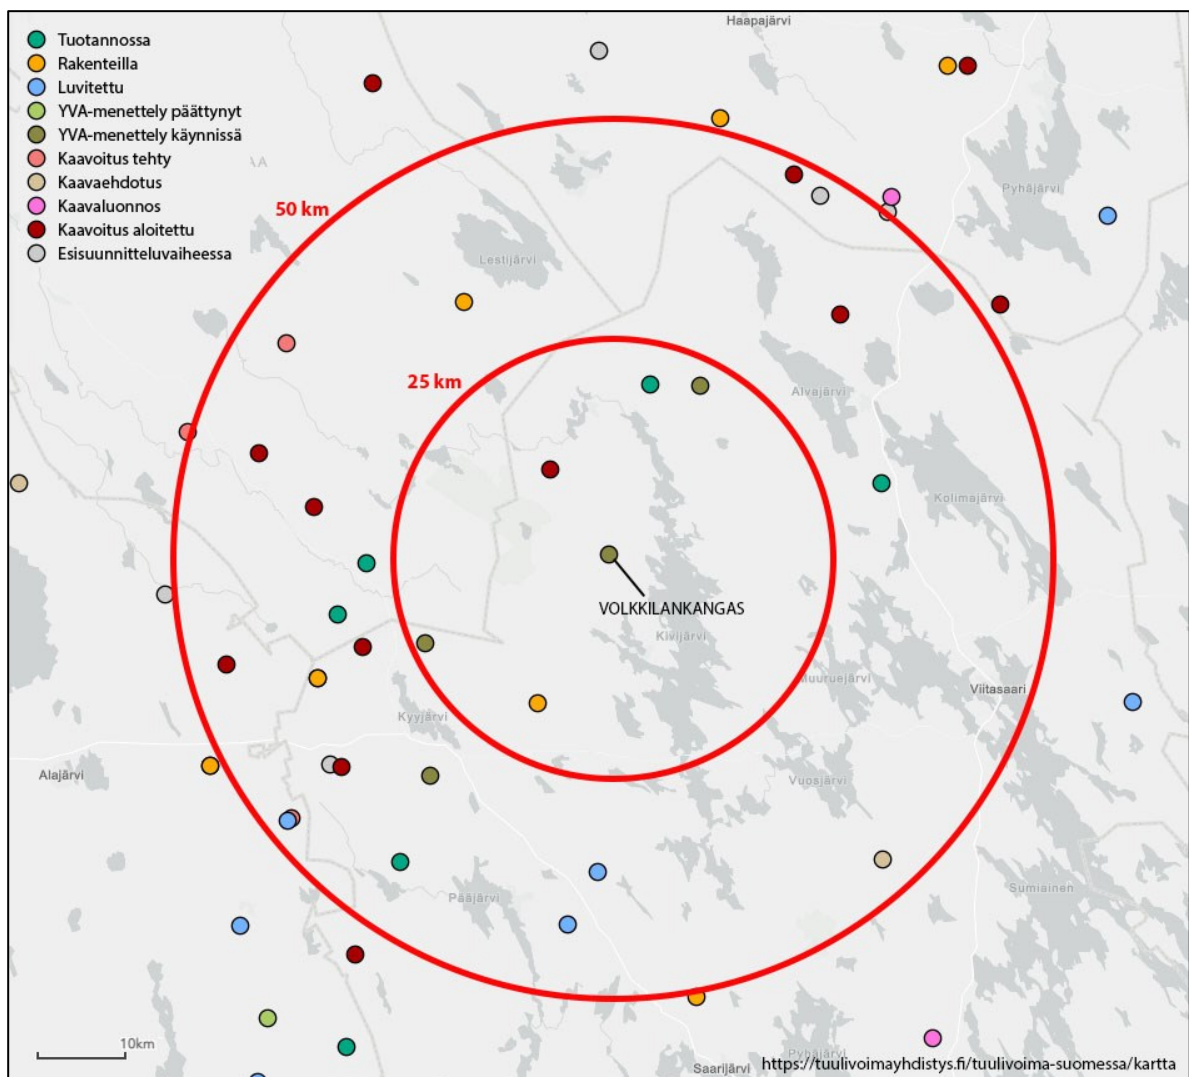 Haapajärvi
Tuotannossa
Rakenteilla
Luvitettu
YVA-menettely päättynyt
YVA-menettely käynnissä
Kaavoitus tehty
Kaavaehdotus
Kaavaluonnos
Kaavoitus aloitettu
Esisuunnitteluvaiheessa
AA
Pyhäjärvi
50 km
Lestijärvi
25 km
Alvajärvi
Kolimajärvi
VOLKKILANKANGAS
Kivijärvi
Muuruejärvi
Viitasaari
Kyyjärvi
Alajärvi
Vuosjärvi
Sumiainen
Pääjärvi
10km
Pyhäjärvi
Saarijärvi
https://tuulivoimayhdistys.fi/tuulivoima-suomessa/kartta